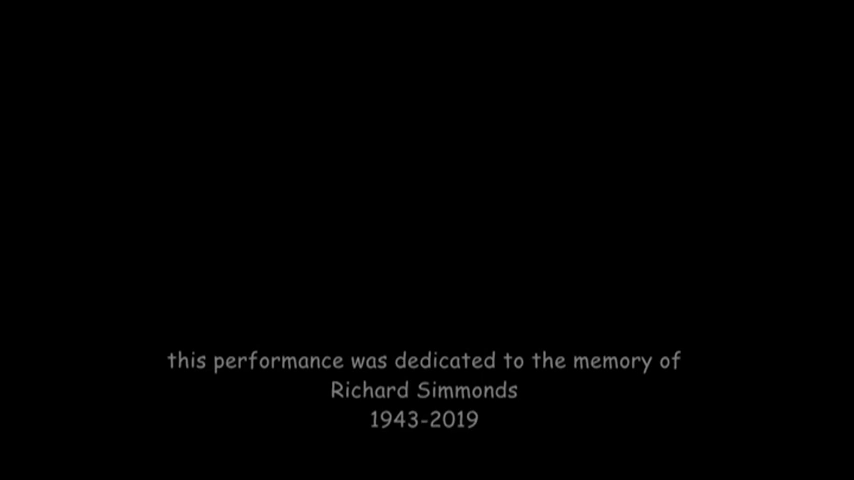 this performance was dedicated to the memory of
Richard Simmonds
1943-2019